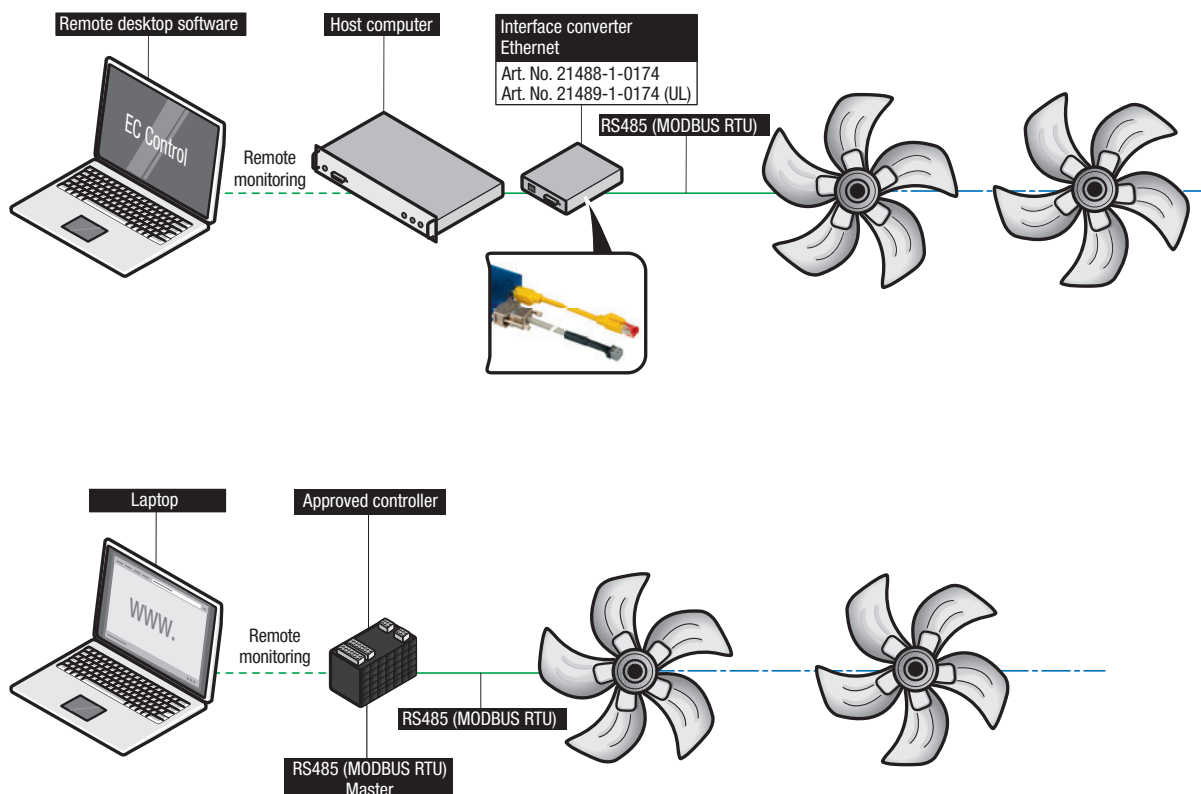 Remote desktop software
Host computer
Interface converter
Ethernet
Art. No. 21488-1-0174
Art. No. 21489-1-0174 (UL)
RS485 (MODBUS RTU)
EC Control
Remote
monitoring
Laptop
Approved controller
www.
Remote
monitoring
RS485 (MODBUS RTU)
RS485 (MODBUS RTU)
Master